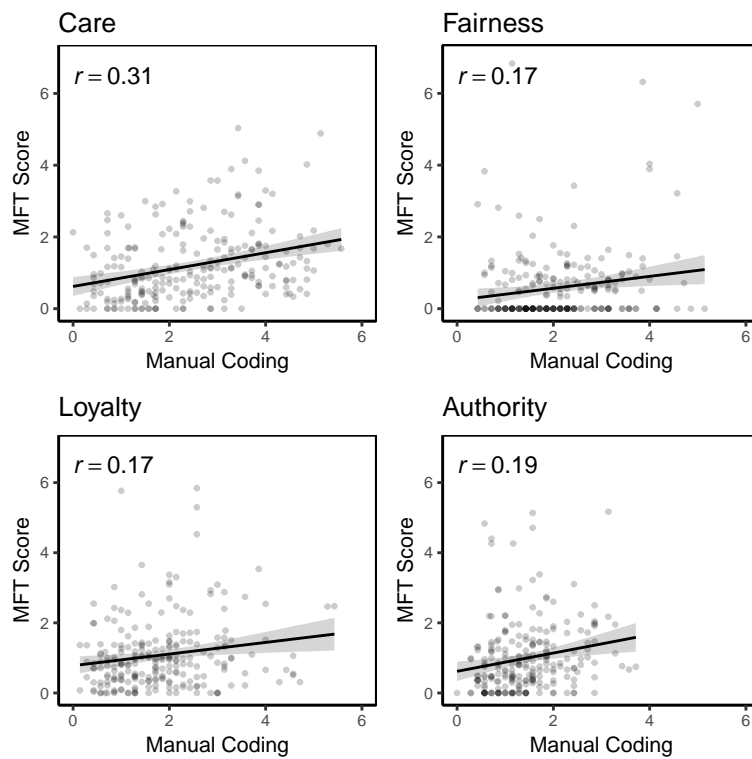 Care
r = 0.31
6
4
2
0
MFT Score
0 2 4 6
Manual Coding
Fairness
r = 0.17
6
4
2
0
MFT Score
0 2 4 6
Manual Coding
Loyalty
r = 0.17
6
4
2
0
MFT Score
0 2 4 6
Manual Coding
Authority
r = 0.19
6
4
2
0
MFT Score
0 2 4 6
Manual Coding